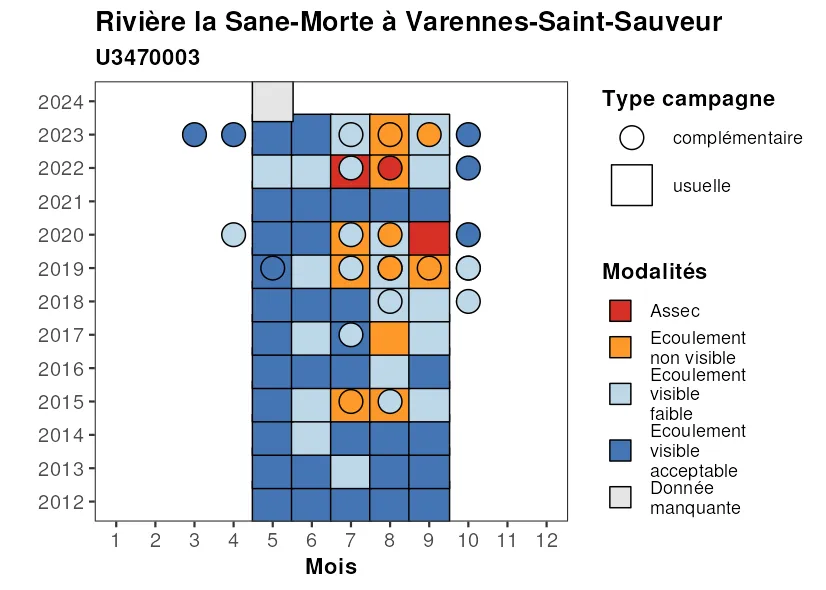 Rivière la Sane-Morte à Varennes-Saint-Sauveur
U3470003
2024
2023
2022
2021
2020
2019
2018
2017
2016
2015
2014
2013
2012
1 2 3 4 5 6 7 8 9 10 11 12
Mois
Type campagne
complémentaire
usuelle
Modalités
Assec
Ecoulement
non visible
Ecoulement
visible
faible
Ecoulement
visible
acceptable
Donnée
manquante